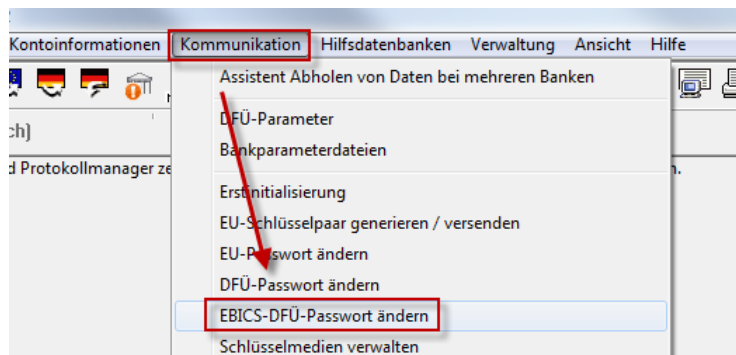 Kontoinformationen Kommunikation Hilfsdatenbanken Verwaltung Ansicht Hilfe
Assistent Abholen von Daten bei mehreren Banken
DFÜ-Parameter
ch)
Bankparameterdateien
d Protokollmanager ze
n.
Erstinitialisierung
EU-Schlüsselpaar generieren / versenden
EU-Passwort ändern
DFÜ-Passwort ändern
EBICS-DFÜ-Passwort ändern
Schlüsselmedien verwalten